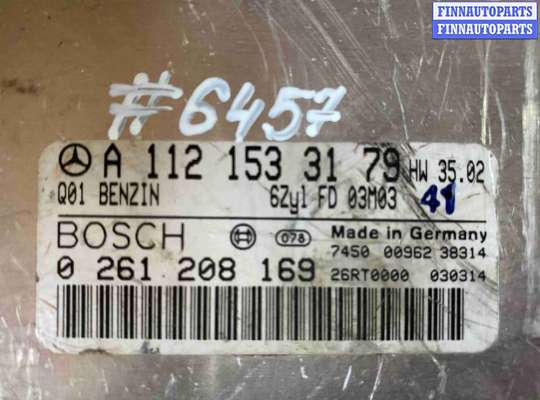 FINNAUTOPARTS
FINNAUTOPARTS
#6457
A 112 153 31 79 HW 35.02
Q01 BENZIN 6Zyl FD 03M03 41
BOSCH 078 Made in Germany
7450 00962 38314
0 261 208 169 26RT0000 030314